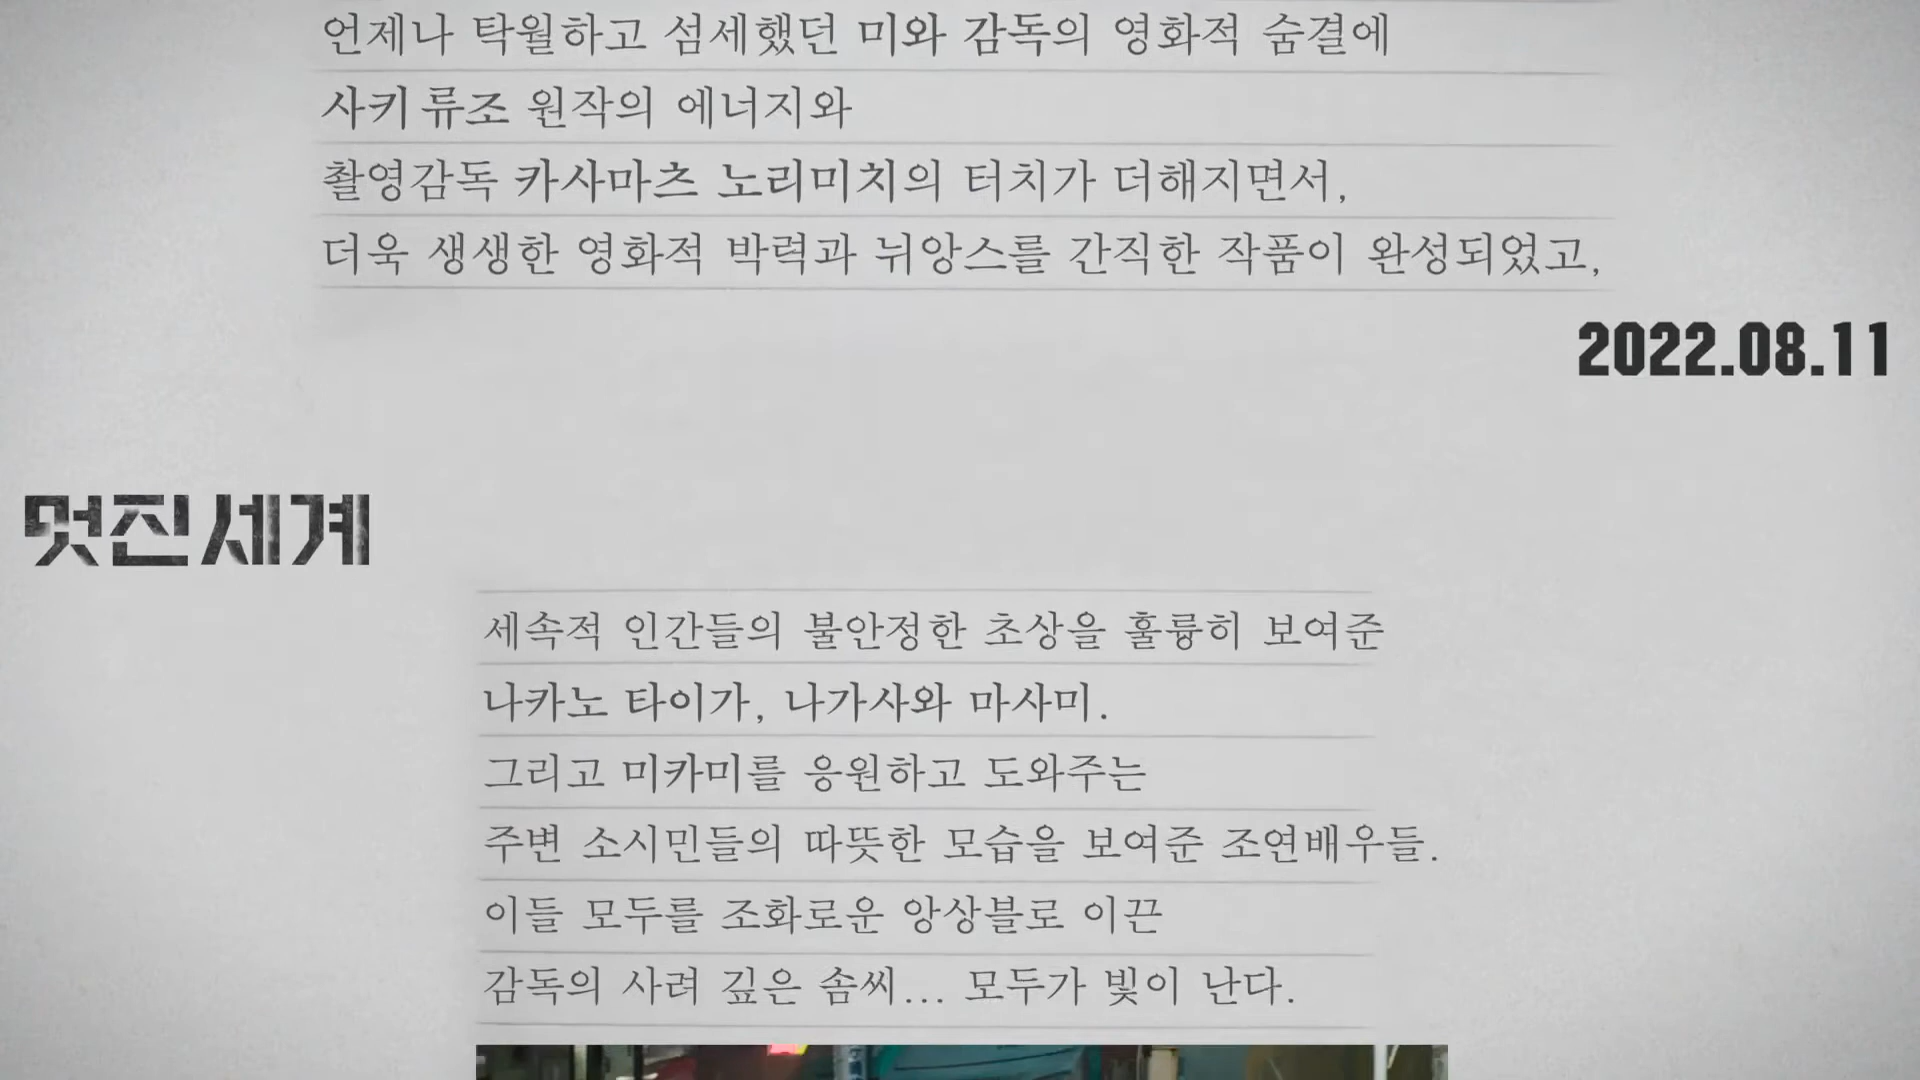 언제나 탁월하고 섬세했던 미와 감독의 영화적 숨결에
사키 류조 원작의 에너지와
촬영감독 카사마츠 노리미치의 터치가 더해지면서,
더욱 생생한 영화적 박력과 뉘앙스를 간직한 작품이 완성되었고,
2022.08.11
멋진 세계
세속적 인간들의 불안정한 초상을 훌륭히 보여준
나카노 타이가, 나가사와 마사미.
그리고 미카미를 응원하고 도와주는
주변 소시민들의 따뜻한 모습을 보여준 조연배우들.
이들 모두를 조화로운 앙상블로 이끈
감독의 사려 깊은 솜씨... 모두가 빛이 난다.